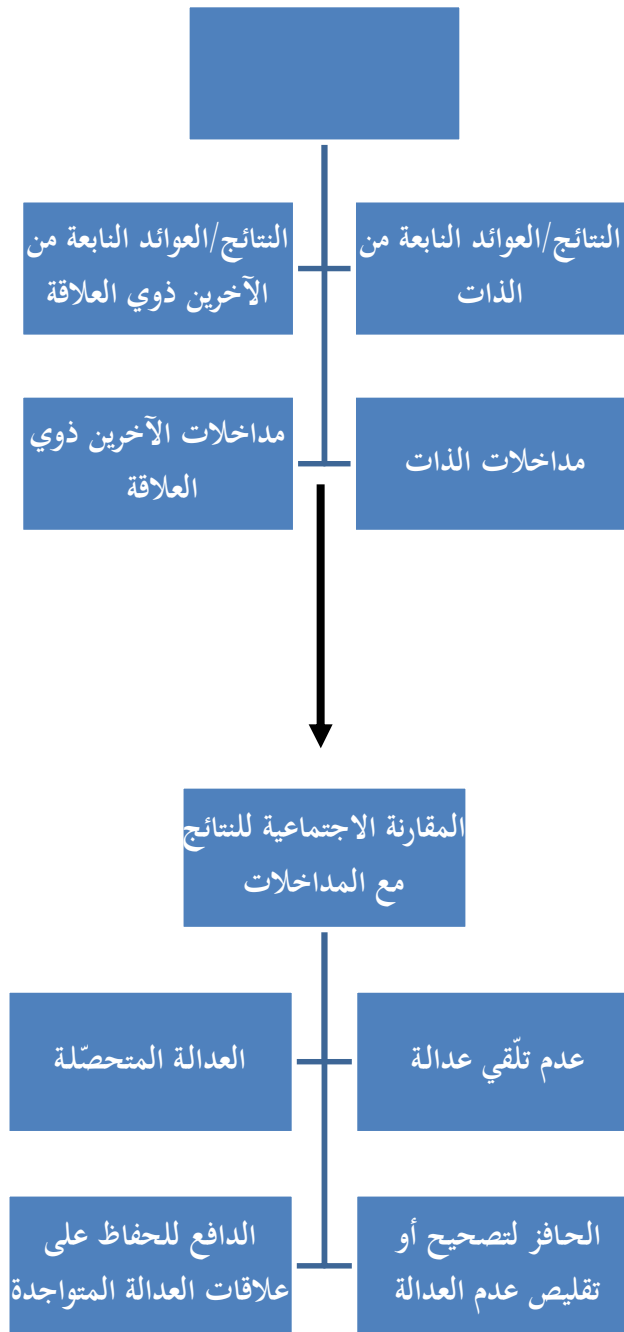 النتائج/العوائد النابعة من
الذات
النتائج/العوائد النابعة من
الآخرين ذوي العلاقة
مداخلات الذات
مداخلات الآخرين ذوي
العلاقة
المقارنة الاجتماعية للنتائج
مع المداخلات
عدم تلّقي عدالة
العدالة المتحصّلة
الحافز لتصحيح أو
تقليص عدم العدالة
الدافع للحفاظ على
علاقات العدالة المتواجدة